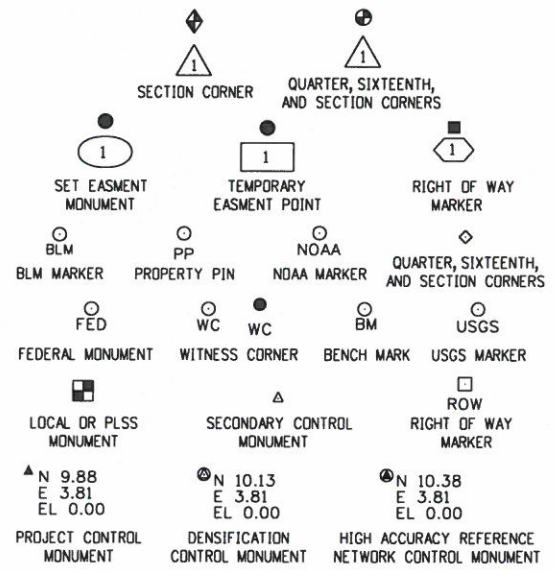 1
1
SECTION CORNER
QUARTER, SIXTEENTH,
AND SECTION CORNERS
1
1
1
SET EASMENT
MONUMENT
TEMPORARY
EASMENT POINT
RIGHT OF WAY
MARKER
BLM
PP
NOAA
BLM MARKER
PROPERTY PIN
NOAA MARKER
QUARTER, SIXTEENTH,
AND SECTION CORNERS
FED
WC
WC
BM
USGS
FEDERAL MONUMENT
WITNESS CORNER
BENCH MARK
USGS MARKER
LOCAL OR PLSS
MONUMENT
SECONDARY CONTROL
MONUMENT
ROW
RIGHT OF WAY
MARKER
N 9.88
E 3.81
EL 0.00
PROJECT CONTROL
MONUMENT
N 10.13
E 3.81
EL 0.00
DENSIFICATION
CONTROL MONUMENT
N 10.38
E 3.81
EL 0.00
HIGH ACCURACY REFERENCE
NETWORK CONTROL MONUMENT